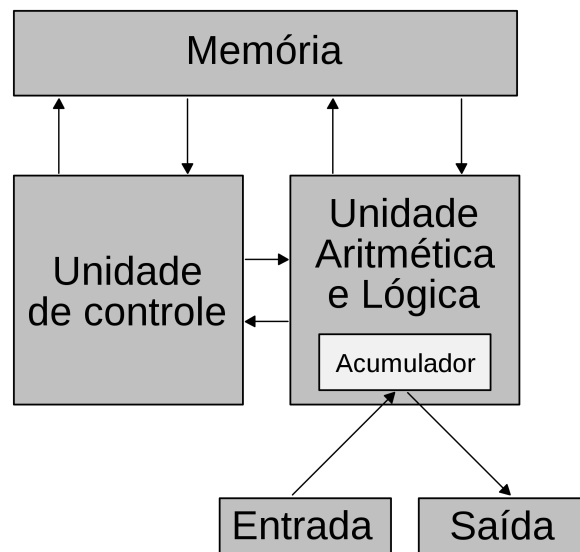 Memória
Unidade
de controle
Unidade
Aritmética
e Lógica
Acumulador
Entrada
Saída